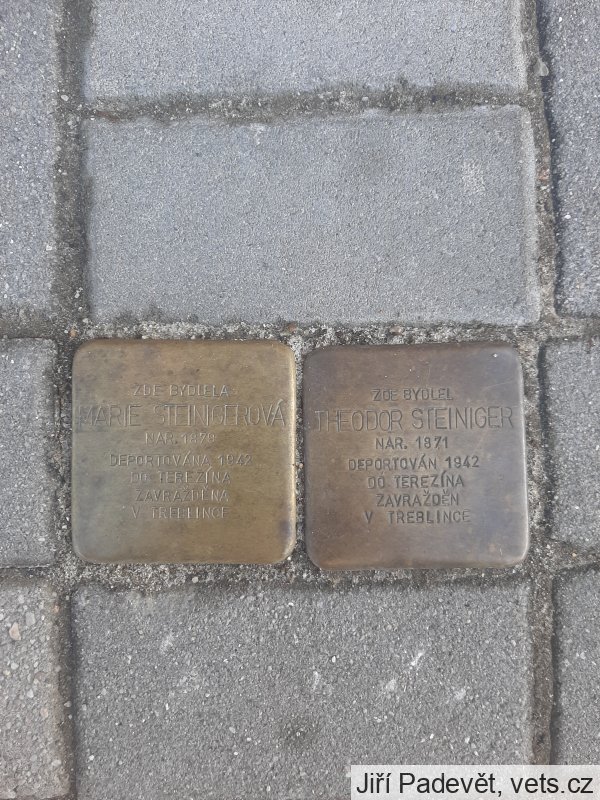 ZDE BYDLELA
MARIE STEINIGEROVÁ
NAR. 1879
DEPORTOVÁNA 1942
DO TEREZÍNA
ZAVRAŽDĚNA
V TREBLINCE
ZDE BYDLEL
THEODOR STEINIGER
NAR. 1871
DEPORTOVÁN 1942
DO TEREZÍNA
ZAVRAŽDĚN
V TREBLINCE
Jiří Padevět, vets.cz